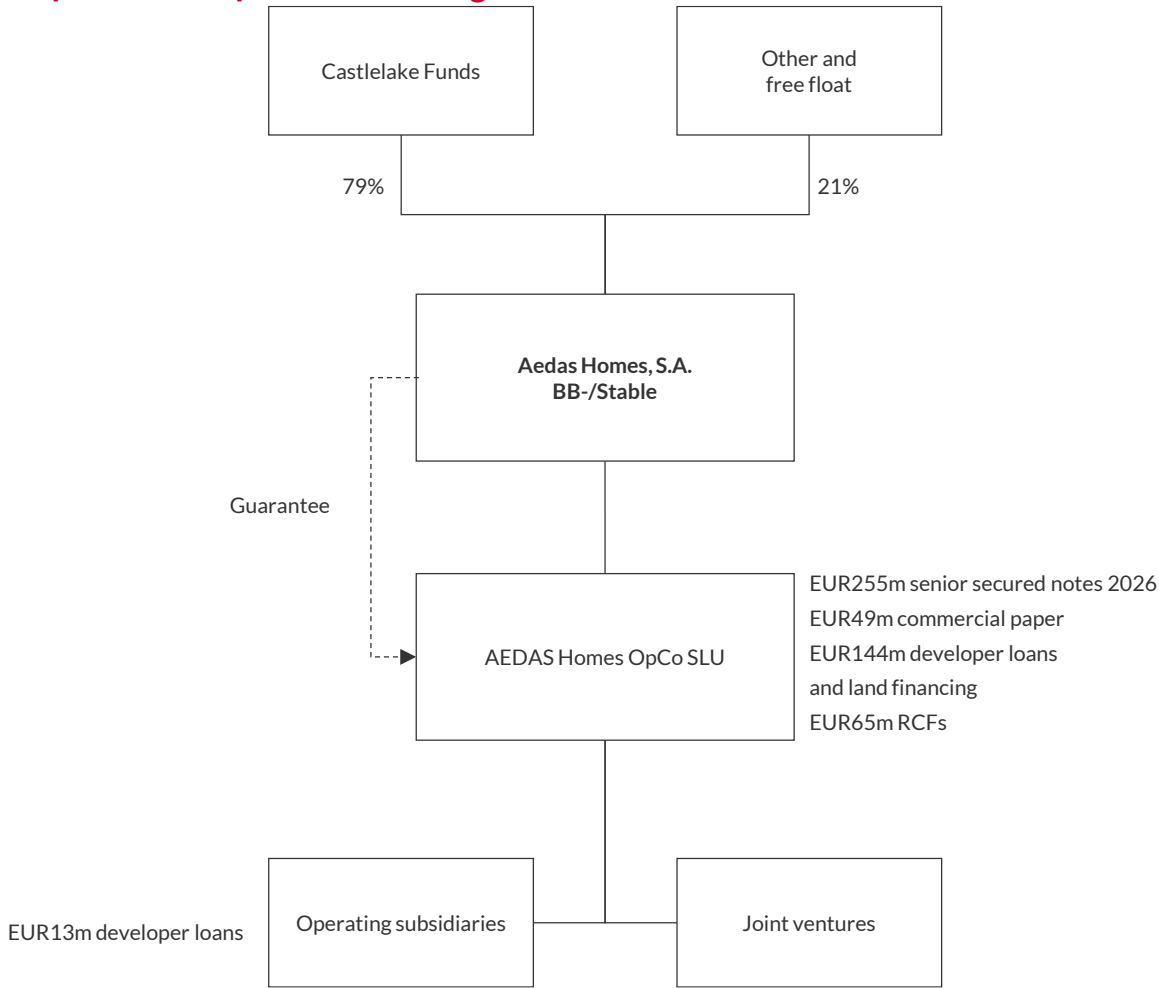 Castlelake Funds
Other and
free float
79%
21%
Aedas Homes, S.A.
BB-/Stable
Guarantee
AEDAS Homes OpCo SLU
EUR255m senior secured notes 2026
EUR49m commercial paper
EUR144m developer loans
and land financing
EUR65m RCFs
EUR13m developer loans
Operating subsidiaries
Joint ventures